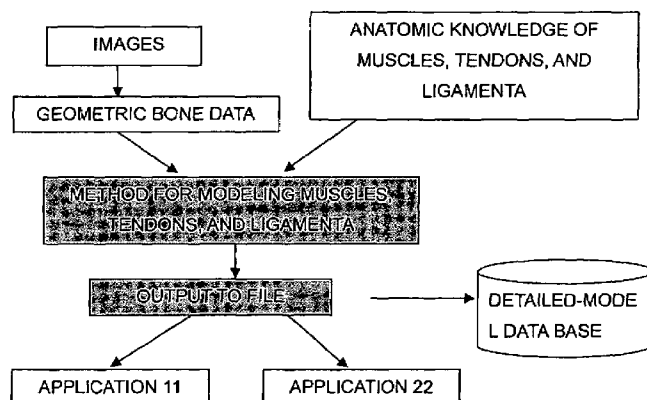 IMAGES
ANATOMIC KNOWLEDGE OF
MUSCLES, TENDONS, AND
LIGAMENTA
GEOMETRIC BONE DATA
METHOD FOR MODELING MUSCLES,
TENDONS, AND LIGAMENTA
OUTPUT TO FILE
DETAILED-MODE
L DATA BASE
APPLICATION 11
APPLICATION 22